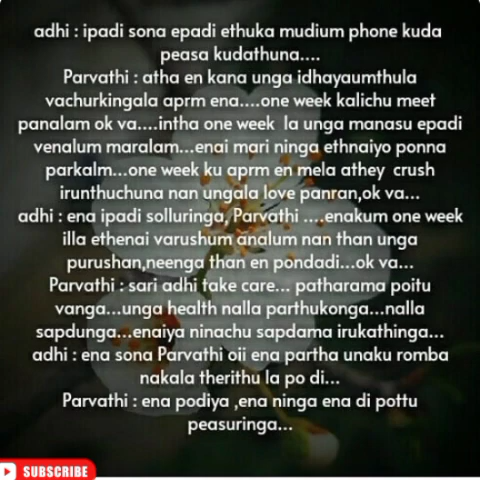 adhi : ipadi sona epadi ethuka mudium phone kuda
peasa kudathuna....
Parvathi : atha en kana unga idhayaumthula
vachurkingala aprm ena....one week kalichu meet
panalam ok va....intha one week la unga manasu epadi
venalum maralam...enai mari ninga ethnaiyo ponna
parkalm...one week ku aprm en mela athey crush
irunthuchuna nan ungala love panran,ok va...
adhi : ena ipadi solluringa, Parvathi ....enakum one week
illa ethenai varushum analum nan than unga
purushan,neenga than en pondadi...ok va...
Parvathi : sari adhi take care... patharama poitu
vanga...unga health nalla parthukonga...nalla
sapdunga...enaiya ninachu sapdama irukathinga...
adhi : ena sona Parvathi oii ena partha unaku romba
nakala therithu la po di...
Parvathi : ena podiya ,ena ninga ena di pottu
peasuringa...
SUBSCRIBE